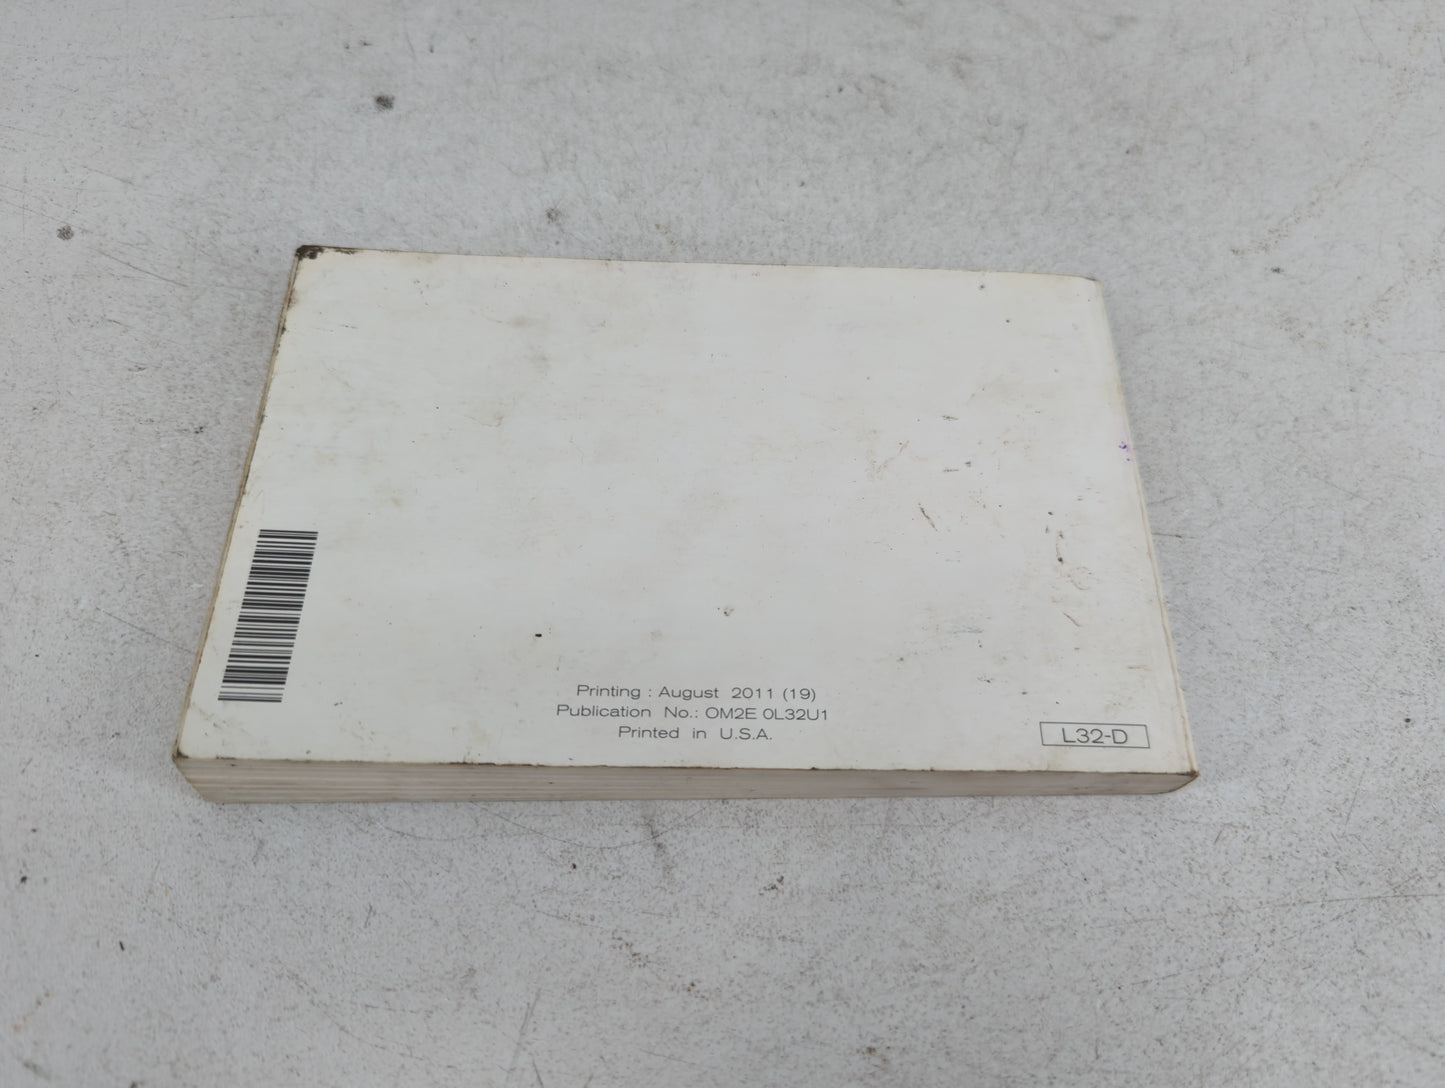 Printing : August 2011 (19)
Publication No.: OM2E 0L32U1
Printed in U.S.A.
L32-D